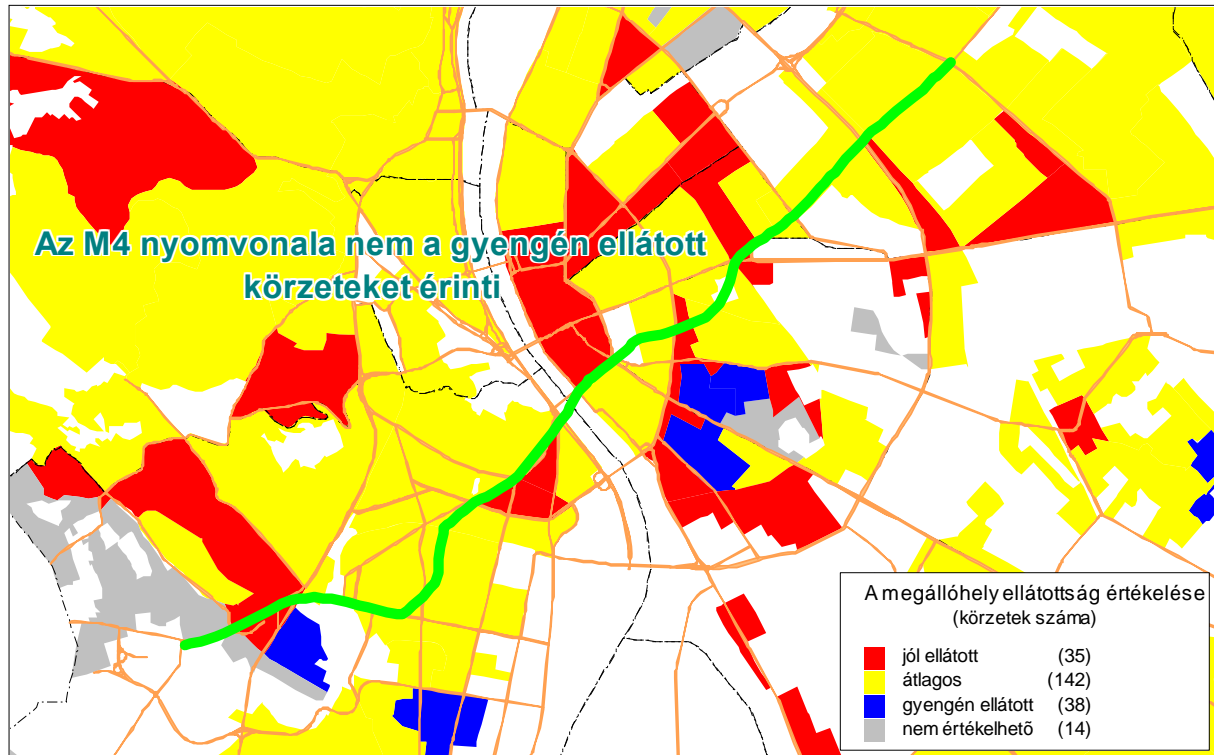 Az M4 nyomvonala nem a gyengén ellátott
körzeteket érinti
A megállóhely ellátottság értékelése
(körzetek száma)
jól ellátott (35)
átlagos (142)
gyengén ellátott (38)
nem értékelhetõ (14)